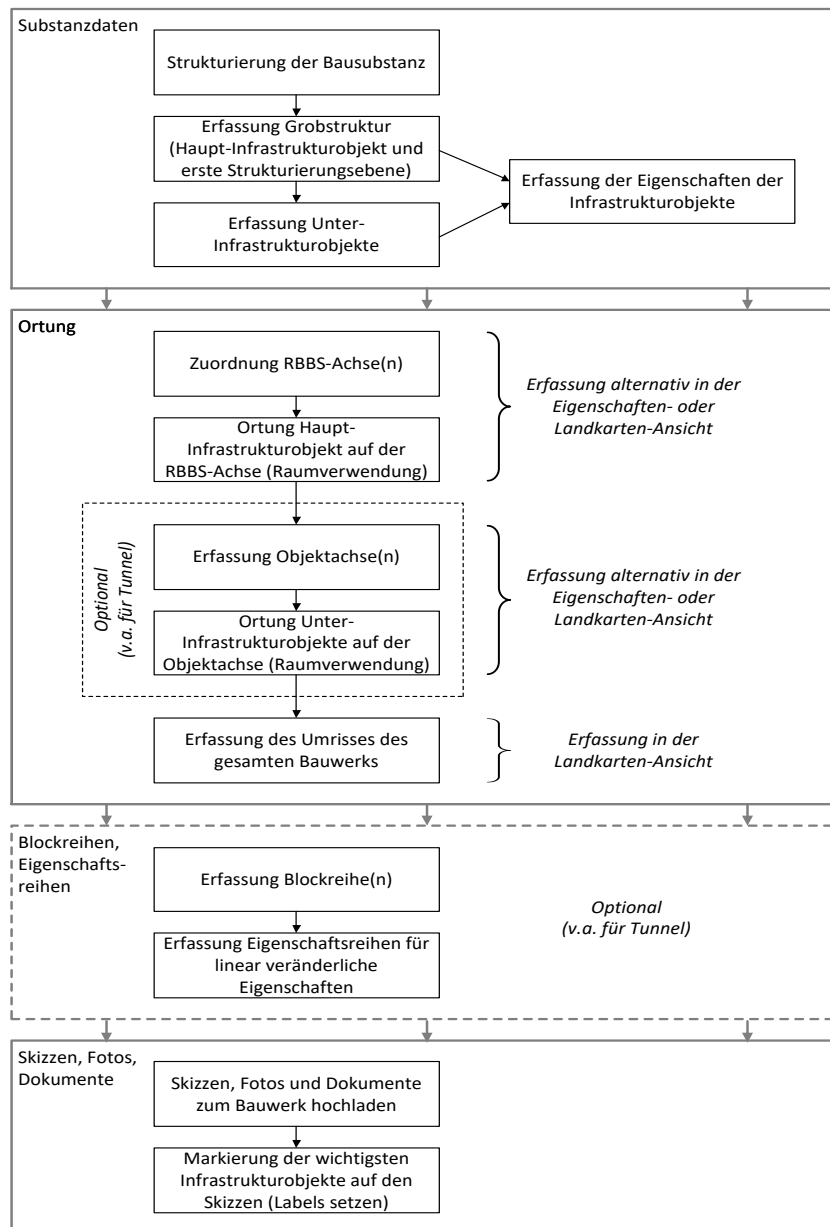 Substanzdaten
Strukturierung der Bausubstanz
Erfassung Grobstruktur
(Haupt-Infrastrukturobjekt und
erste Strukturierungsebene)
Erfassung der Eigenschaften der
Infrastrukturobjekte
Erfassung Unter-
Infrastrukturobjekte
Ortung
Zuordnung RBBS-Achse(n)
Ortung Haupt-
Infrastrukturobjekt auf der
RBBS-Achse (Raumverwendung)
Erfassung alternativ in der
Eigenschaften- oder
Landkarten-Ansicht
Optional
(v.a. für Tunnel)
Erfassung Objektachse(n)
Ortung Unter-
Infrastrukturobjekte auf der
Objektachse (Raumverwendung)
Erfassung alternativ in der
Eigenschaften- oder
Landkarten-Ansicht
Erfassung des Umrisses des
gesamten Bauwerks
Erfassung in der
Landkarten-Ansicht
Blockreihen,
Eigenschafts-
reihen
Erfassung Blockreihe(n)
Erfassung Eigenschaftsreihen für
linear veränderliche
Eigenschaften
Optional
(v.a. für Tunnel)
Skizzen, Fotos,
Dokumente
Skizzen, Fotos und Dokumente
zum Bauwerk hochladen
Markierung der wichtigsten
Infrastrukturobjekte auf den
Skizzen (Labels setzen)